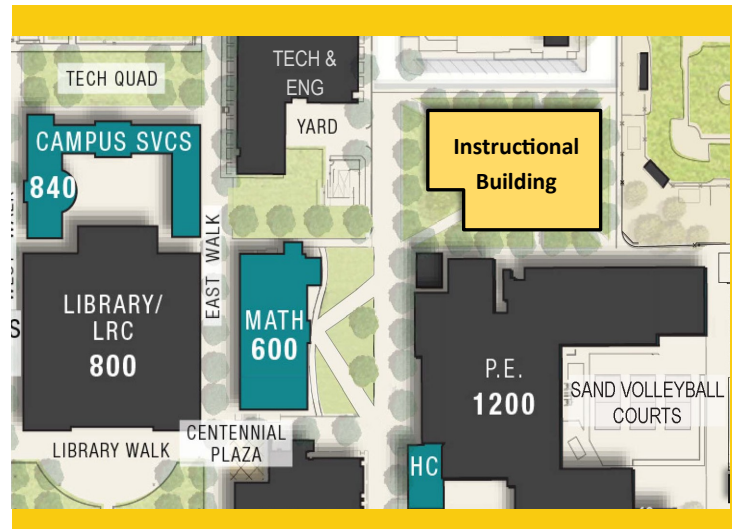 TECH QUAD
TECH &
ENG
YARD
CAMPUS SVCS
840
Instructional
Building
EAST WALK
LIBRARY/
LRC
800
MATH
600
P.E.
1200
SAND VOLLEYBALL
COURTS
CENTENNIAL
PLAZA
LIBRARY WALK
HC